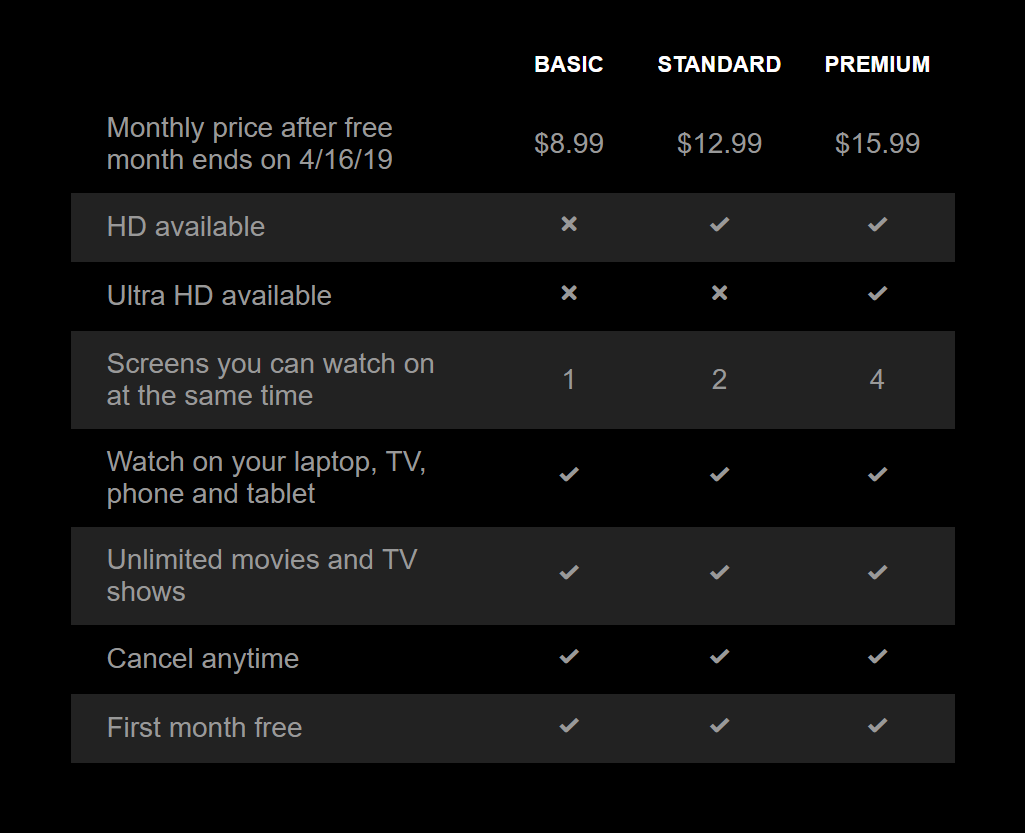 BASIC STANDARD PREMIUM
Monthly price after free
month ends on 4/16/19
$8.99 $12.99 $15.99
HD available
Ultra HD available
Screens you can watch on
at the same time
1 2 4
Watch on your laptop, TV,
phone and tablet
Unlimited movies and TV
shows
Cancel anytime
First month free